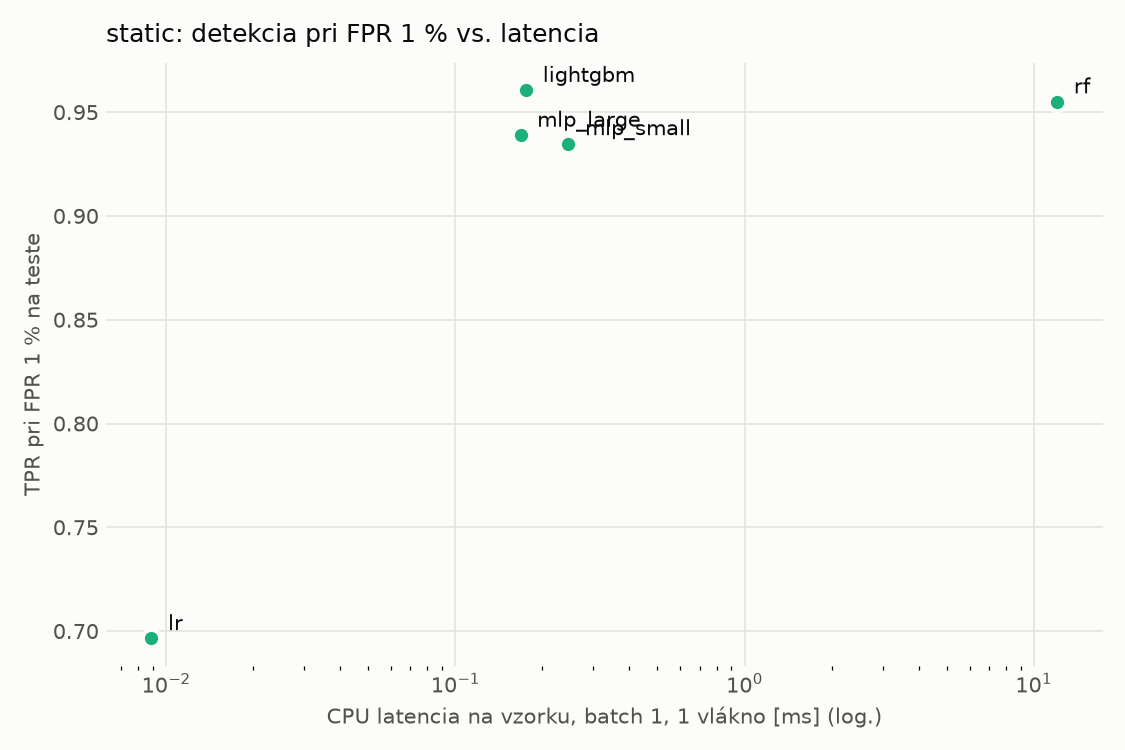 static: detekcia pri FPR 1 % vs. latencia
lightgbm
rf
mlp_large
mlp_small
lr
TPR pri FPR 1 % na teste
0.95
0.90
0.85
0.80
0.75
0.70
10⁻² 10⁻¹ 10⁰ 10¹
CPU latencia na vzorku, batch 1, 1 vlákno [ms] (log.)